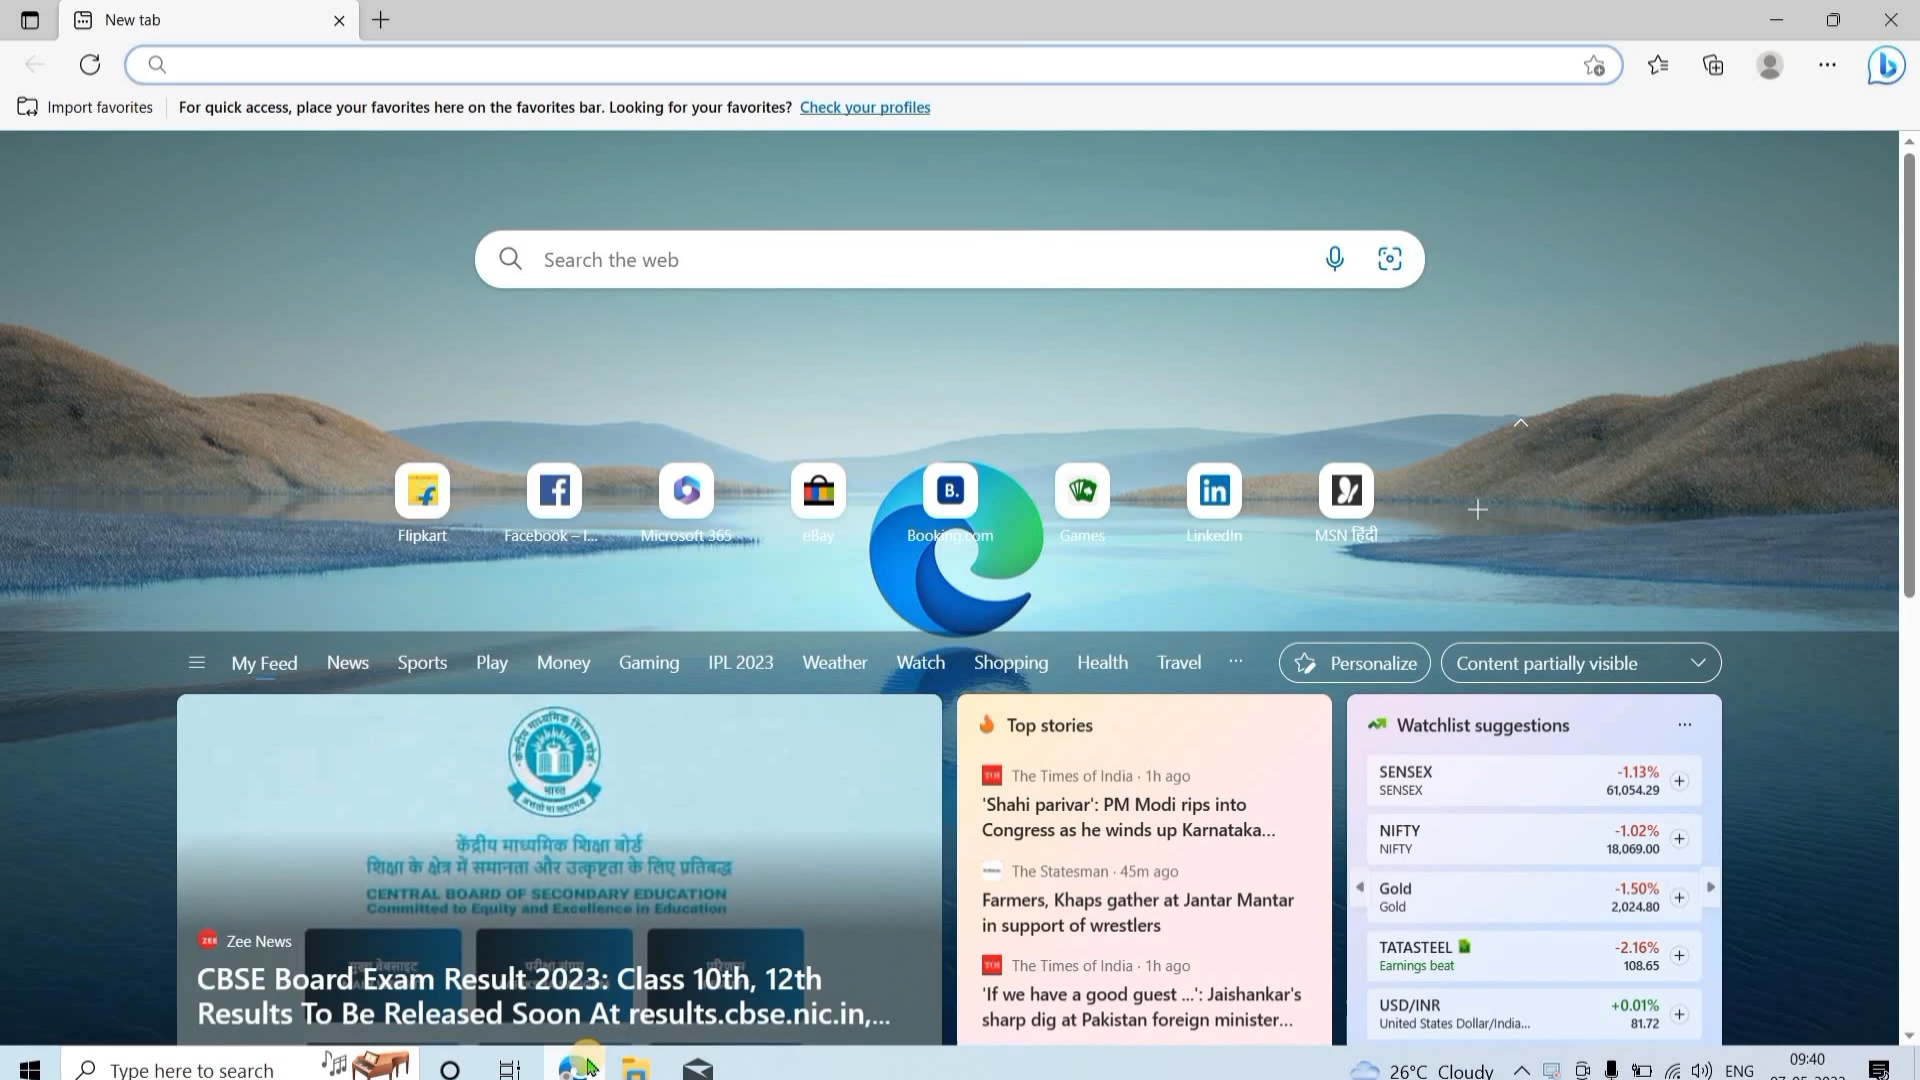 New tab
Import favorites
For quick access, place your favorites here on the favorites bar. Looking for your favorites? Check your profiles
Search the web
Flipkart
Facebook – I...
Microsoft 365
eBay
Booking.com
Games
LinkedIn
MSN हिंदी
My Feed
News
Sports
Play
Money
Gaming
IPL 2023
Weather
Watch
Shopping
Health
Travel
Personalize
Content partially visible
केंद्रीय माध्यमिक शिक्षा बोर्ड
शिक्षा के क्षेत्र में समानता और उत्कृष्टता के लिए प्रतिबद्ध
CENTRAL BOARD OF SECONDARY EDUCATION
Committed to Equity and Excellence in Education
Zee News
CBSE Board Exam Result 2023: Class 10th, 12th
Results To Be Released Soon At results.cbse.nic.in,...
Top stories
The Times of India · 1h ago
'Shahi parivar': PM Modi rips into
Congress as he winds up Karnataka...
The Statesman · 45m ago
Farmers, Khaps gather at Jantar Mantar
in support of wrestlers
The Times of India · 1h ago
'If we have a good guest ...': Jaishankar's
sharp dig at Pakistan foreign minister...
Watchlist suggestions
SENSEX -1.13%
SENSEX 61,054.29
NIFTY -1.02%
NIFTY 18,069.00
Gold -1.50%
Gold 2,024.80
TATASTEEL -2.16%
Earnings beat 108.65
USD/INR +0.01%
United States Dollar/India... 81.72
Type here to search
26°C Cloudy
ENG
09:40